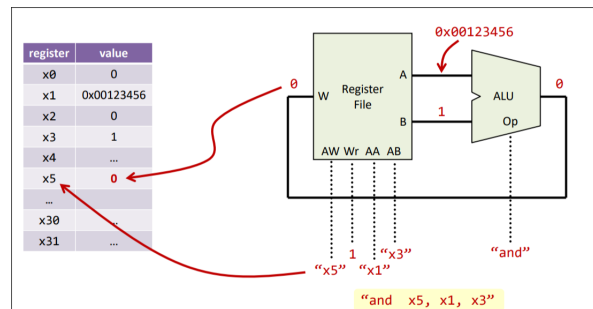 register value
x0 0
x1 0x00123456
x2 0
x3 1
x4 ...
x5 0
...
x30 ...
x31 ...
0x00123456
0
W
Register
File
A
B
AW Wr AA AB
1
ALU
Op
0
"x5"
1
"x1"
"x3"
"and"
"and x5, x1, x3"